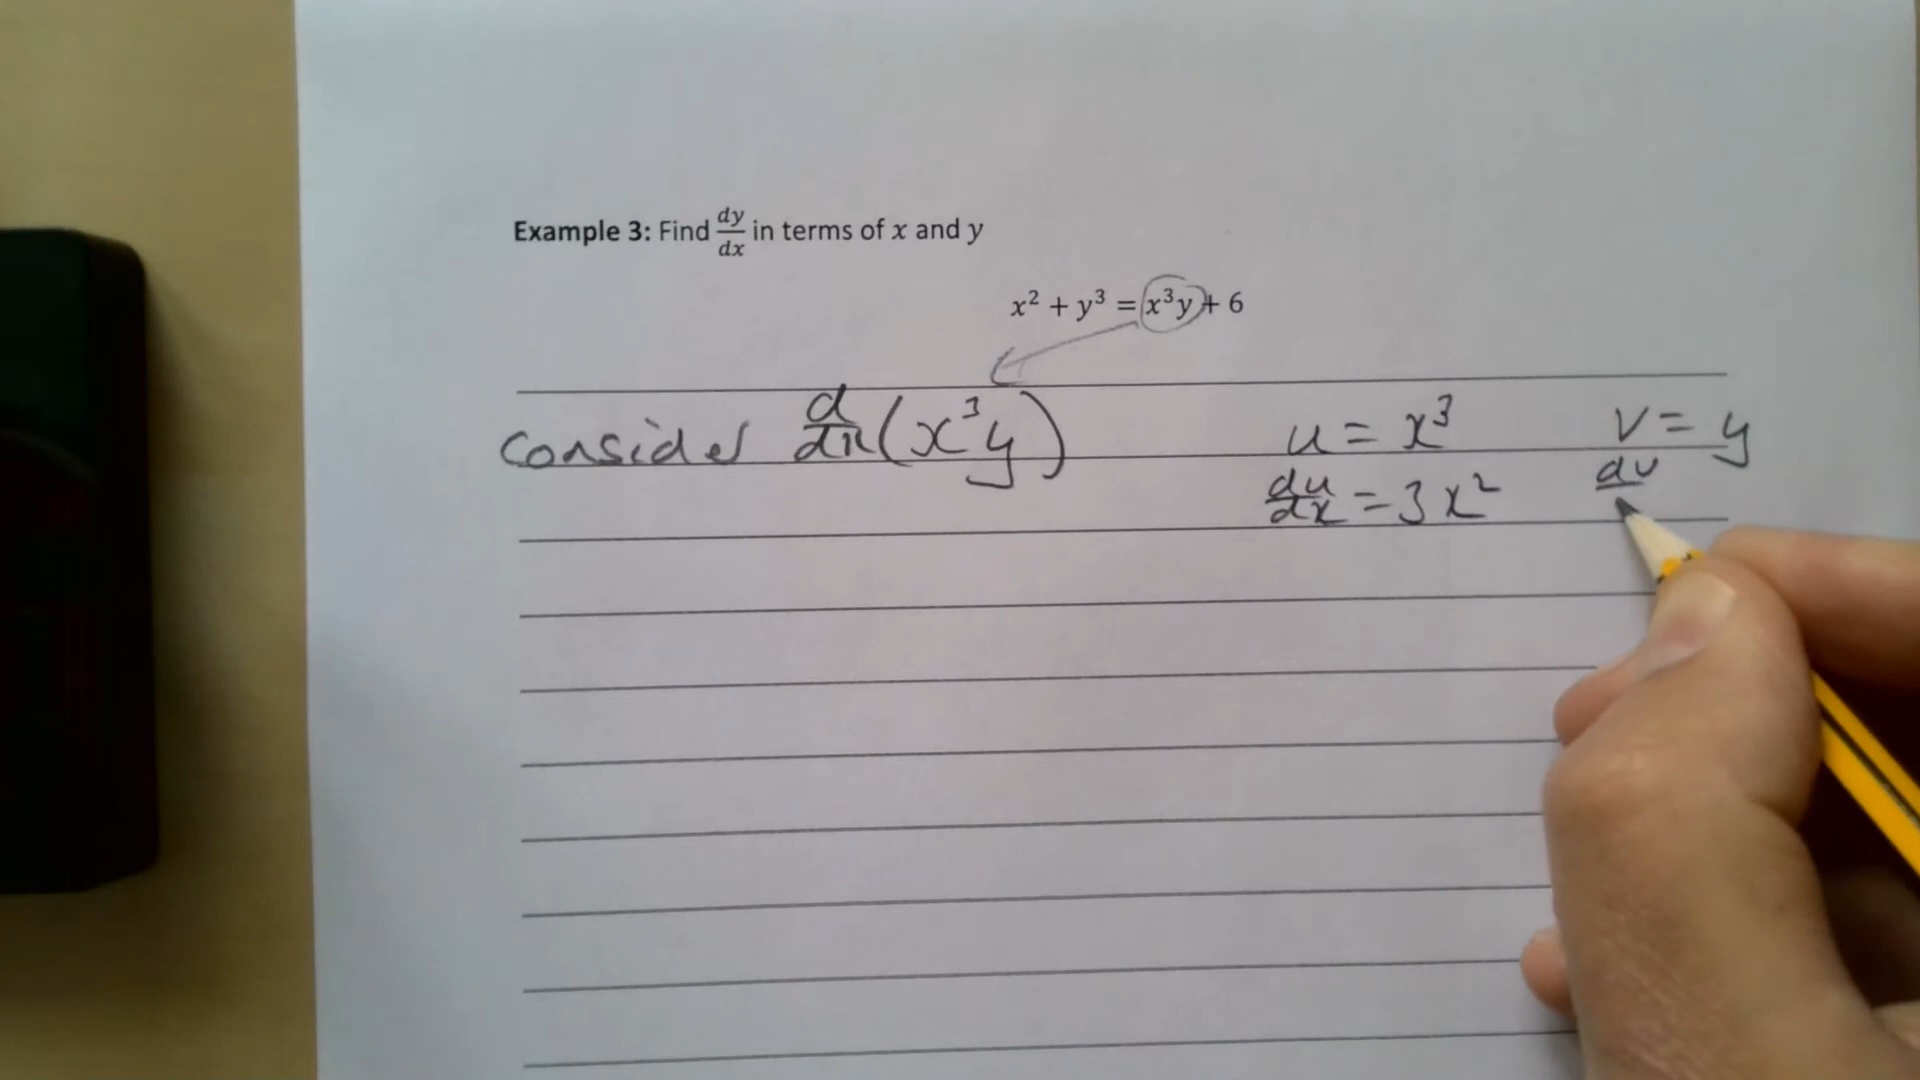 Example 3: Find dy/dx in terms of x and y
x² + y³ = x³y + 6
Consider d/dx (x³y) u = x³ v = y
du/dx = 3x² dv